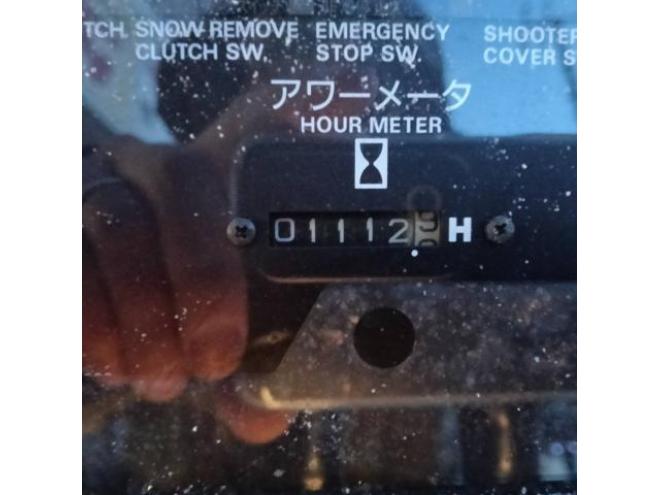 TCH SNOW REMOVE EMERGENCY SHOOTER
CLUTCH SW. STOP SW. COVER S
アワーメータ
HOUR METER
01112 H